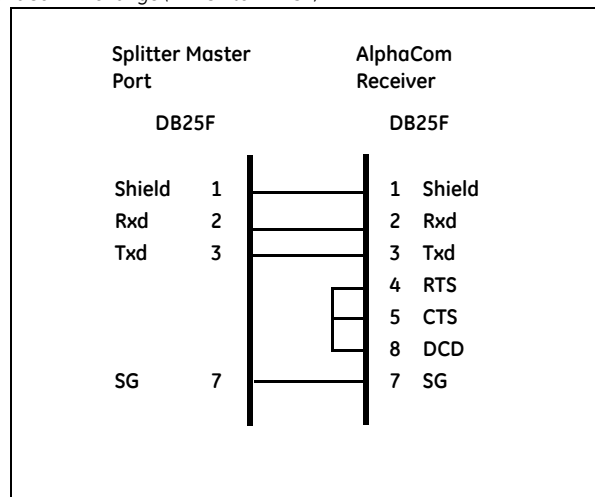 Splitter Master AlphaCom
Port Receiver
DB25F DB25F
Shield 1 1 Shield
Rxd 2 2 Rxd
Txd 3 3 Txd
4 RTS
5 CTS
8 DCD
SG 7 7 SG